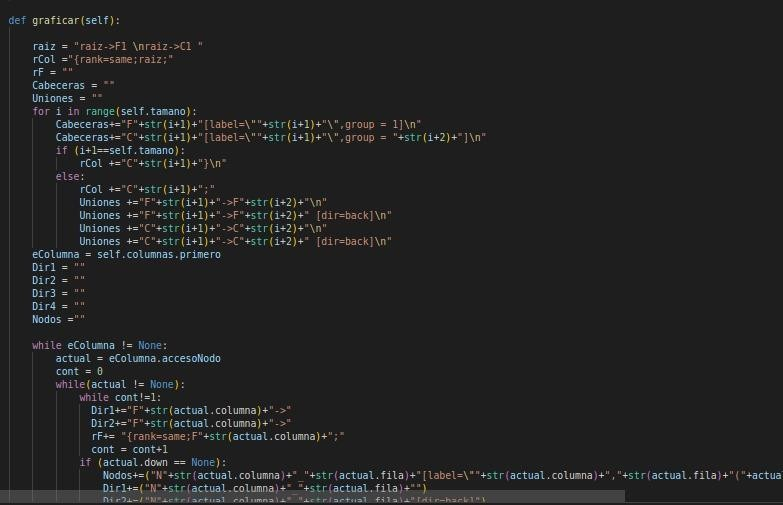 def graficar(self):
raiz = "raiz->F1 \nraiz->C1 "
rCol ="{rank=same;raiz;"
rF = ""
Cabeceras = ""
Uniones = ""
for i in range(self.tamano):
Cabeceras+="F"+str(i+1)+"[label=\""+str(i+1)+"\",group = 1]\n"
Cabeceras+="C"+str(i+1)+"[label=\""+str(i+1)+"\",group = "+str(i+2)+"]\n"
if (i+1==self.tamano):
rCol +="C"+str(i+1)+"}\n"
else:
rCol +="C"+str(i+1)+";"
Uniones +="F"+str(i+1)+"->F"+str(i+2)+"\n"
Uniones +="F"+str(i+1)+"->F"+str(i+2)+" [dir=back]\n"
Uniones +="C"+str(i+1)+"->C"+str(i+2)+"\n"
Uniones +="C"+str(i+1)+"->C"+str(i+2)+" [dir=back]\n"
eColumna = self.columnas.primero
Dir1 = ""
Dir2 = ""
Dir3 = ""
Dir4 = ""
Nodos =""
while eColumna != None:
actual = eColumna.accesoNodo
cont = 0
while(actual != None):
while cont!=1:
Dir1+="F"+str(actual.columna)+"->"
Dir2+="F"+str(actual.columna)+"->"
rF+= "{rank=same;F"+str(actual.columna)+";"
cont = cont+1
if (actual.down == None):
Nodos+=("N"+str(actual.columna)+"_"+str(actual.fila)+"[label=\""+str(actual.columna)+","+str(actual.fila)+"("+actua
Dir1+=("N"+str(actual.columna)+"_"+str(actual.fila)+"")
Dir2+=("N"+str(actual.columna)+"_"+str(actual.fila)+"[dir=back]")